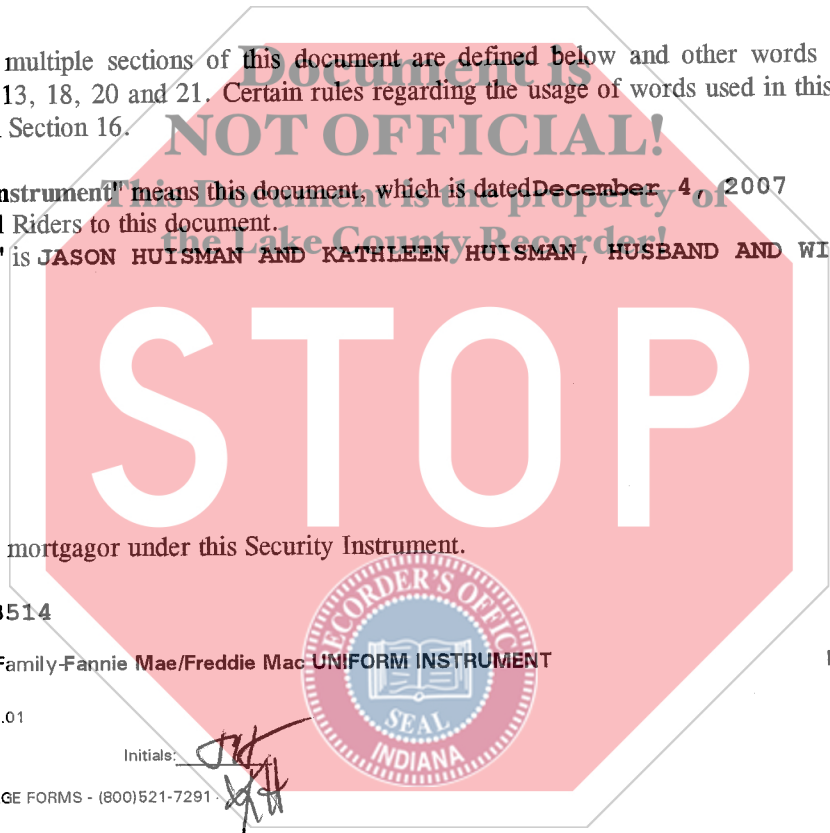 multiple sections of this document are defined below and other words
13, 18, 20 and 21. Certain rules regarding the usage of words used in this
Section 16.
Document is
NOT OFFICIAL!
This Document is the property of
the Lake County Recorder!
nstrument" means this document, which is dated December 4, 2007
Riders to this document.
" is JASON HUISMAN AND KATHLEEN HUISMAN, HUSBAND AND WI
STOP
mortgagor under this Security Instrument.
RECORDER'S OFFICE
SEAL
INDIANA
3514
Family-Fannie Mae/Freddie Mac UNIFORM INSTRUMENT
.01
Initials:
GE FORMS - (800)521-7291